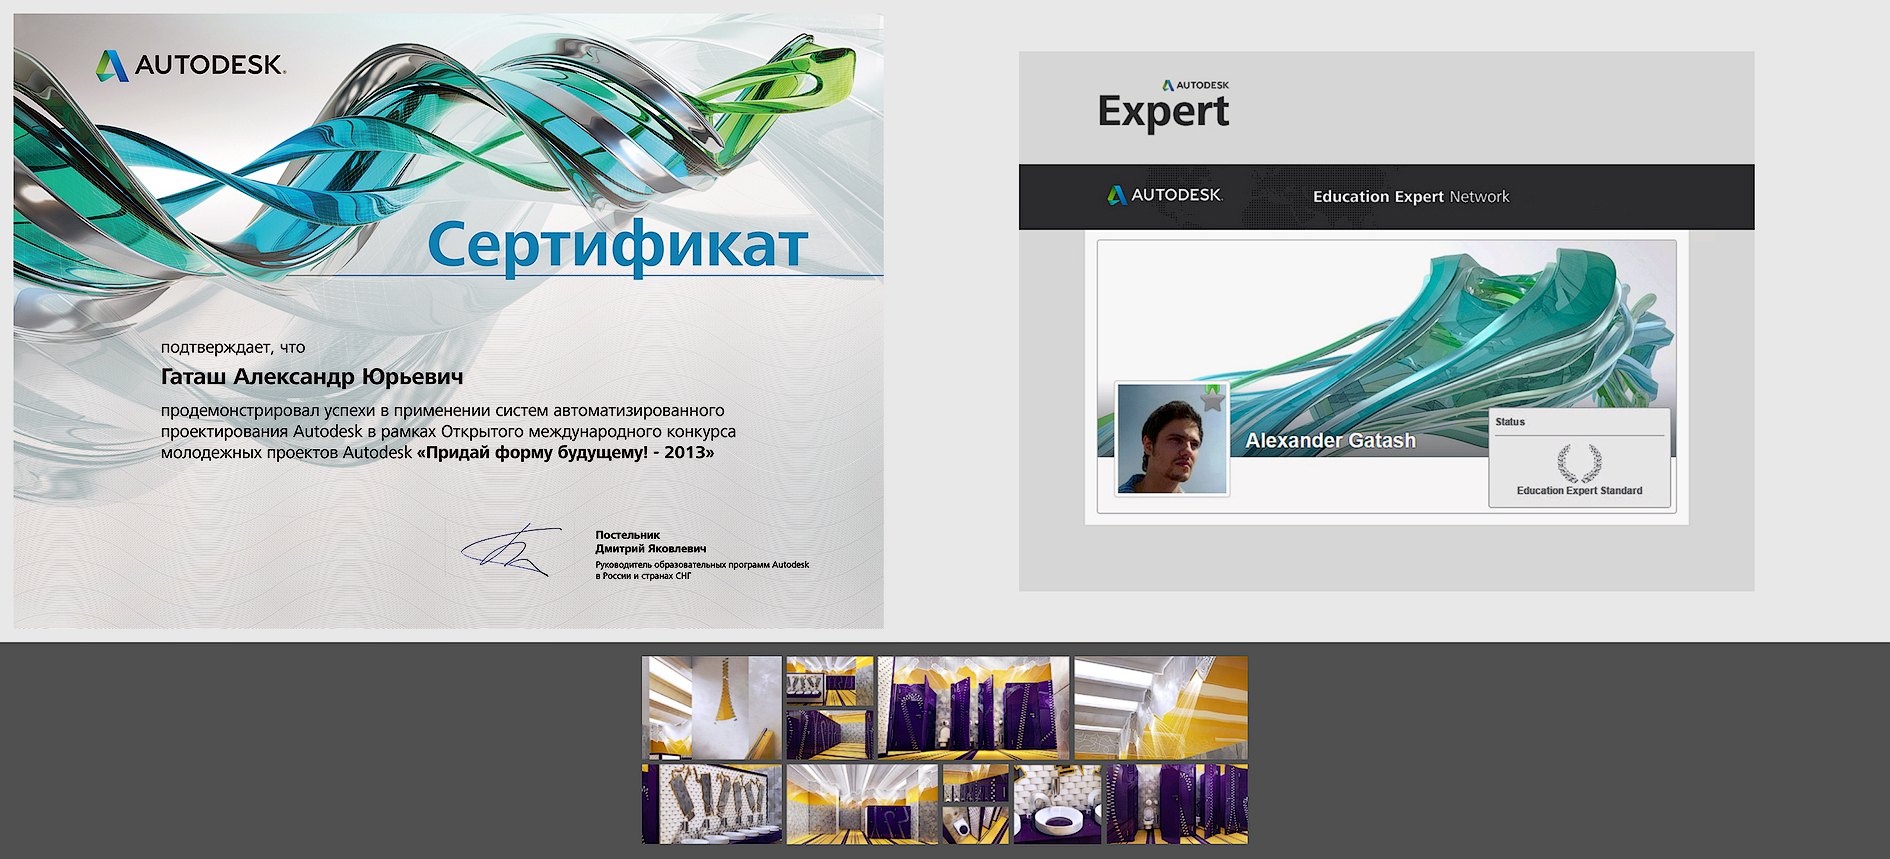 AUTODESK.
Сертификат
подтверждает, что
Гаташ Александр Юрьевич
продемонстрировал успехи в применении систем автоматизированного
проектирования Autodesk в рамках Открытого международного конкурса
молодежных проектов Autodesk «Придай форму будущему! - 2013»
Постельник
Дмитрий Яковлевич
Руководитель образовательных программ Autodesk
в России и странах СНГ
AUTODESK
Expert
AUTODESK.
Education Expert Network
Alexander Gatash
Status
Education Expert Standard